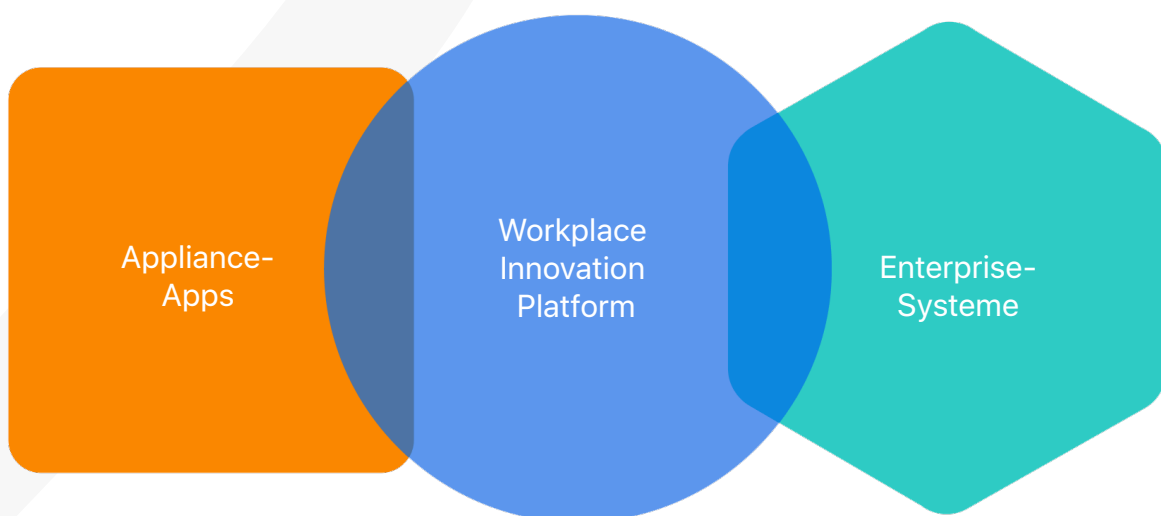 Appliance-
Apps
Workplace
Innovation
Platform
Enterprise-
Systeme